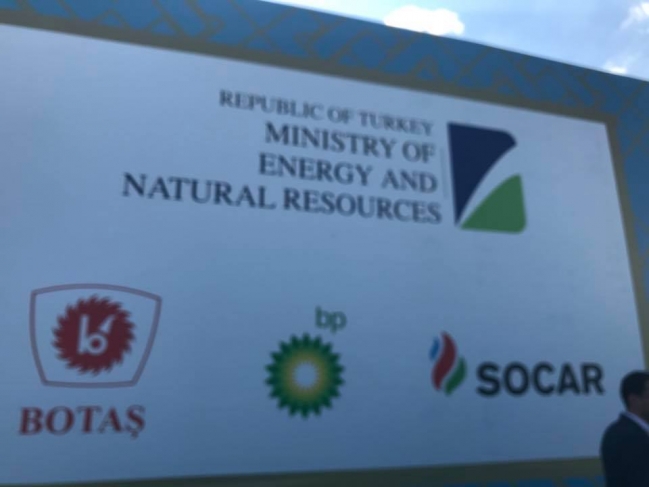 REPUBLIC OF TURKEY
MINISTRY OF
ENERGY AND
NATURAL RESOURCES
BOTAŞ
bp
SOCAR